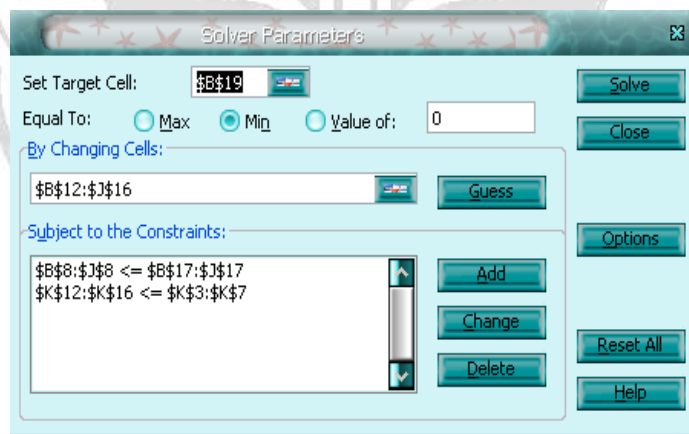 Solver Parameters
Set Target Cell: $B$19
Solve
Equal To: Max Min Value of: 0
Close
By Changing Cells:
$B$12:$J$16
Guess
Subject to the Constraints:
Options
$B$8:$J$8 <= $B$17:$J$17
$K$12:$K$16 <= $K$3:$K$7
Add
Change
Reset All
Delete
Help